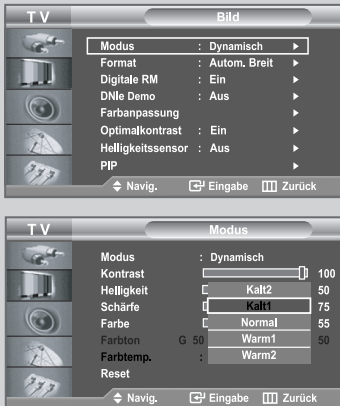 T V
Bild
Modus : Dynamisch
Format : Autom. Breit
Digitale RM : Ein
DNIe Demo : Aus
Farbanpassung
Optimalkontrast : Ein
Helligkeitssensor : Aus
PIP
Navig. Eingabe Zurück
T V
Modus
Modus : Dynamisch
Kontrast 100
Helligkeit Kalt2 50
Schärfe Kalt1 75
Farbe Normal 55
Farbton G 50 Warm1 50
Farbtemp. : Warm2
Reset
Navig. Eingabe Zurück